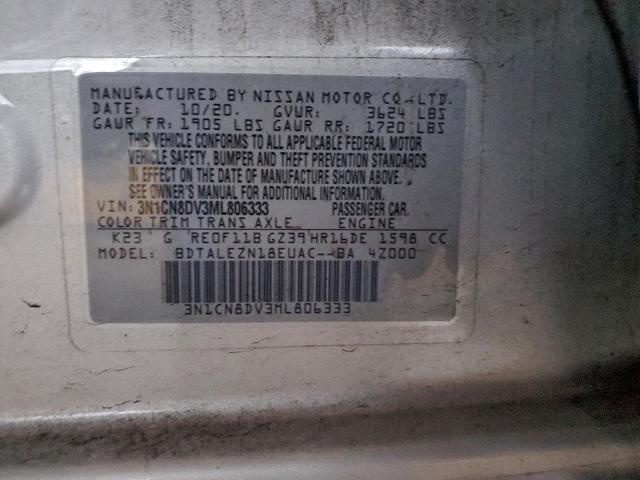 MANUFACTURED BY NISSAN MOTOR CO.,LTD.
DATE: 10/20. GVWR: 3624 LBS
GAWR FR: 1905 LBS GAWR RR: 1720 LBS
THIS VEHICLE CONFORMS TO ALL APPLICABLE FEDERAL MOTOR
VEHICLE SAFETY, BUMPER AND THEFT PREVENTION STANDARDS
IN EFFECT ON THE DATE OF MANUFACTURE SHOWN ABOVE.
SEE OWNER'S MANUAL FOR ADDITIONAL INFORMATION.
VIN: 3N1CN8DV3ML806333 PASSENGER CAR.
COLOR TRIM TRANS AXLE ENGINE
K23 G RE0F11B GZ39 HR16DE 1598 CC
MODEL: BDTALEZN18EUAC--BA 4Z000
3N1CN8DV3ML806333